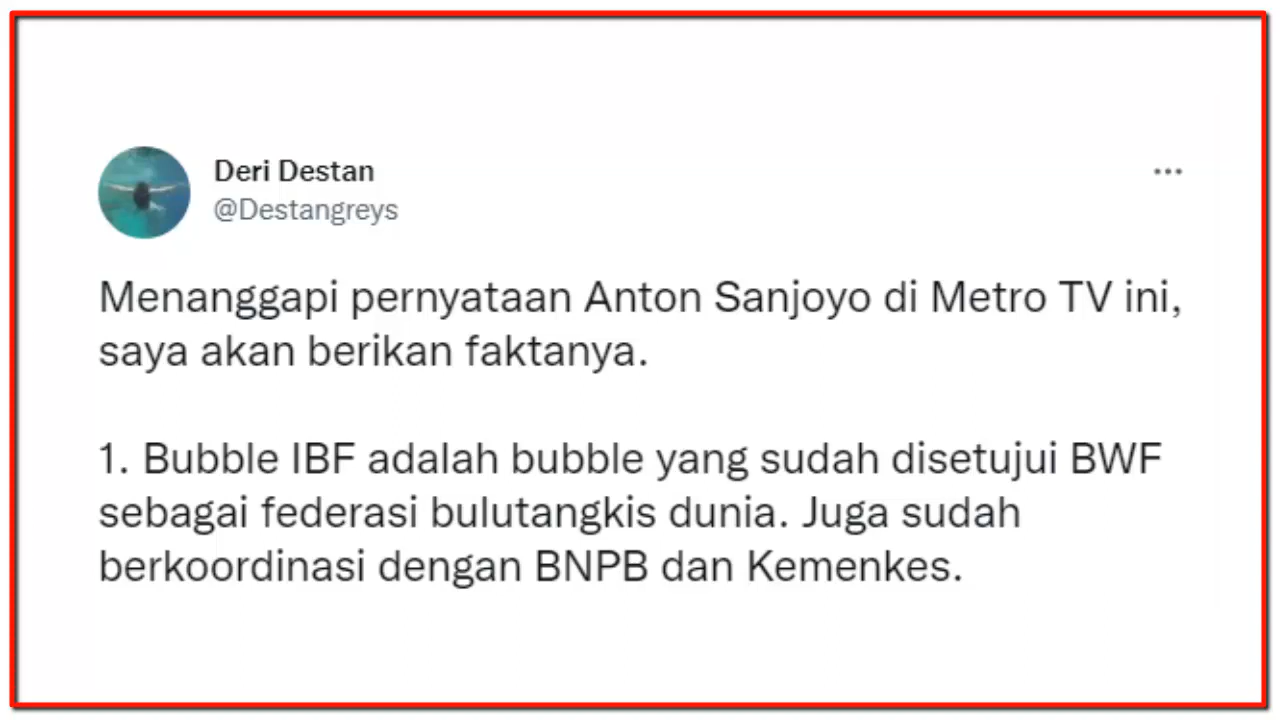 Deri Destan
@Destangreys
Menanggapi pernyataan Anton Sanjoyo di Metro TV ini,
saya akan berikan faktanya.
1. Bubble IBF adalah bubble yang sudah disetujui BWF
sebagai federasi bulutangkis dunia. Juga sudah
berkoordinasi dengan BNPB dan Kemenkes.